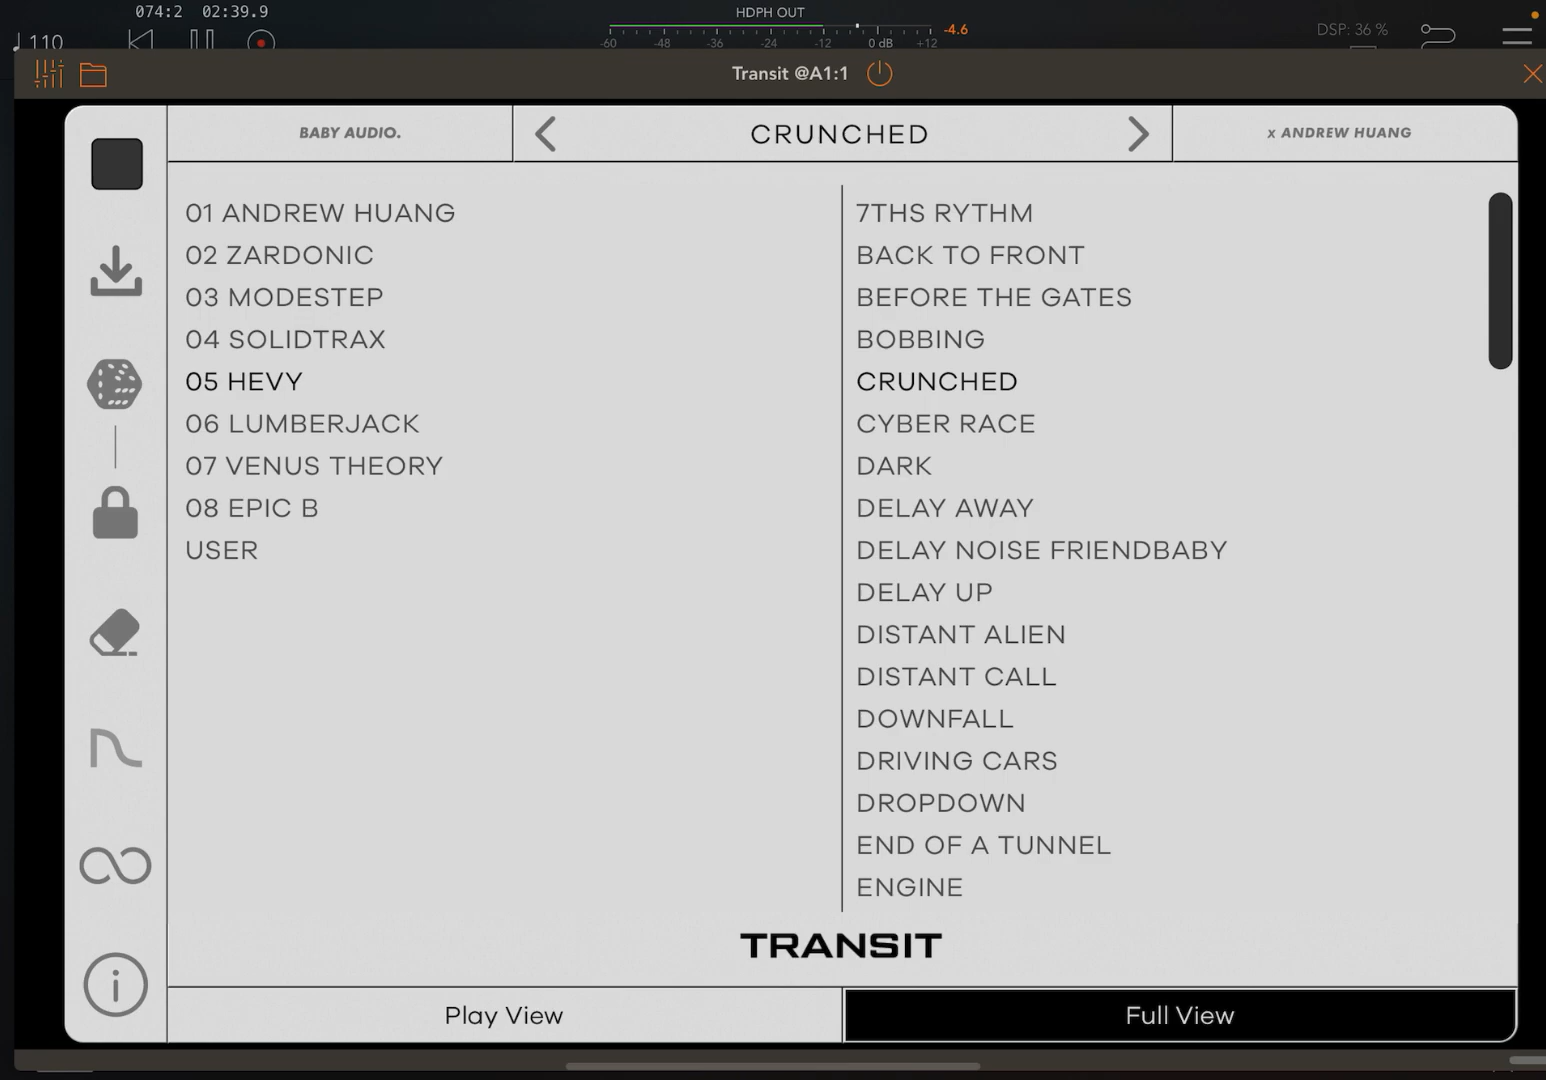 074:2 02:39.9
HDPH OUT
110
-60 -48 -36 -24 -12 0 dB +12
-4.6
DSP: 36 %
Transit @A1:1
BABY AUDIO.
CRUNCHED
x ANDREW HUANG
01 ANDREW HUANG
02 ZARDONIC
03 MODESTEP
04 SOLIDTRAX
05 HEVY
06 LUMBERJACK
07 VENUS THEORY
08 EPIC B
USER
7THS RYTHM
BACK TO FRONT
BEFORE THE GATES
BOBBING
CRUNCHED
CYBER RACE
DARK
DELAY AWAY
DELAY NOISE FRIENDBABY
DELAY UP
DISTANT ALIEN
DISTANT CALL
DOWNFALL
DRIVING CARS
DROPDOWN
END OF A TUNNEL
ENGINE
TRANSIT
Play View
Full View